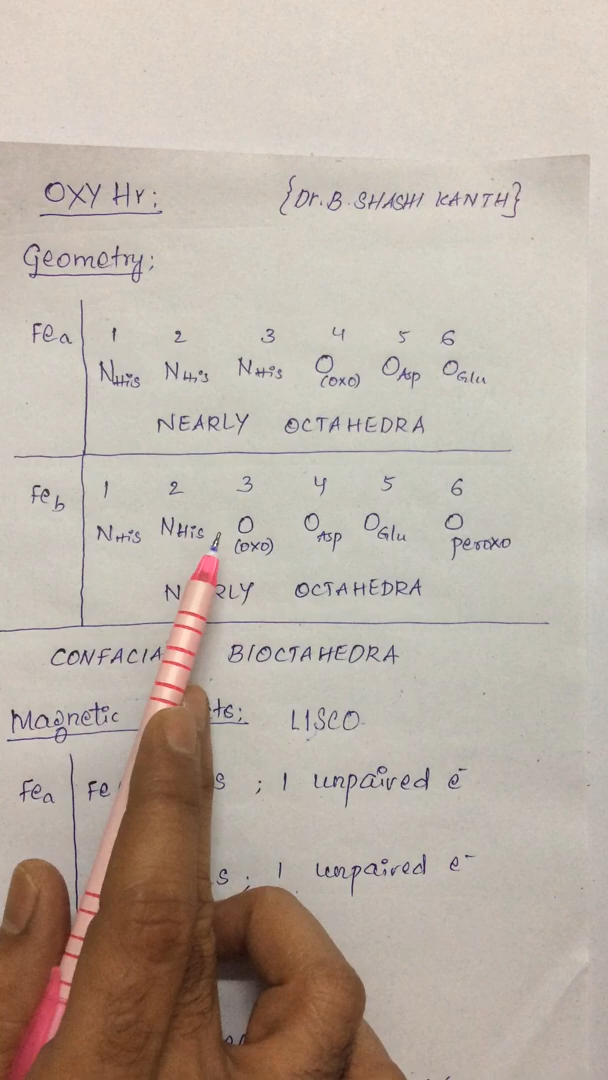 OXY Hr: {Dr. B. SHASHI KANTH}
Geometry:
Fea 1 2 3 4 5 6
NHis NHis NHis O(oxo) OAsp OGlu
NEARLY OCTAHEDRA
Feb 1 2 3 4 5 6
NHis NHis O(oxo) OAsp OGlu Operoxo
OCTAHEDRA
BIOCTAHEDRA
Magnetic LISCO
Fea Fe s ; 1 unpaired e-
s ; 1 unpaired e-